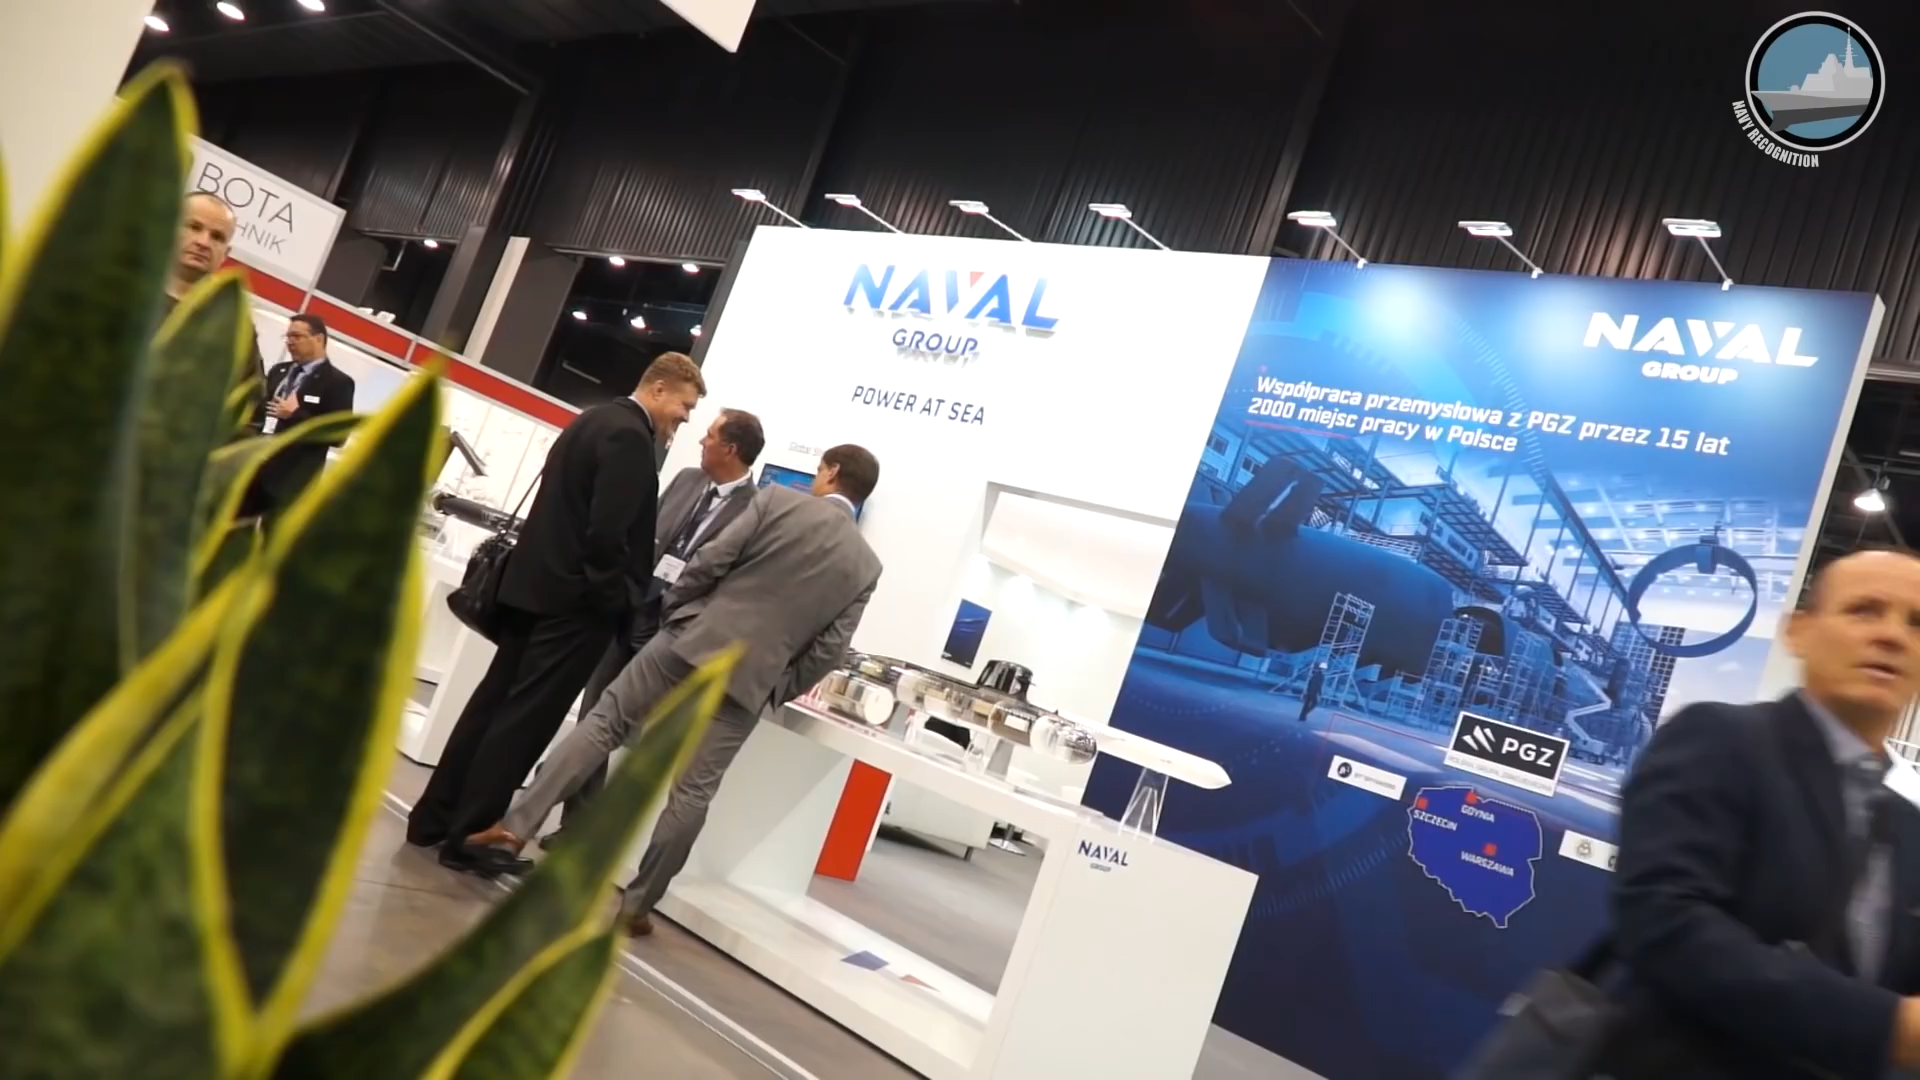 NAVY RECOGNITION
BOTA
HNIK
NAVAL
GROUP
POWER AT SEA
NAVAL
GROUP
Współpraca przemysłowa z PGZ przez 15 lat
2000 miejsc pracy w Polsce
PGZ
SZCZECIN
GDYNIA
WARSZAWA
NAVAL
GROUP